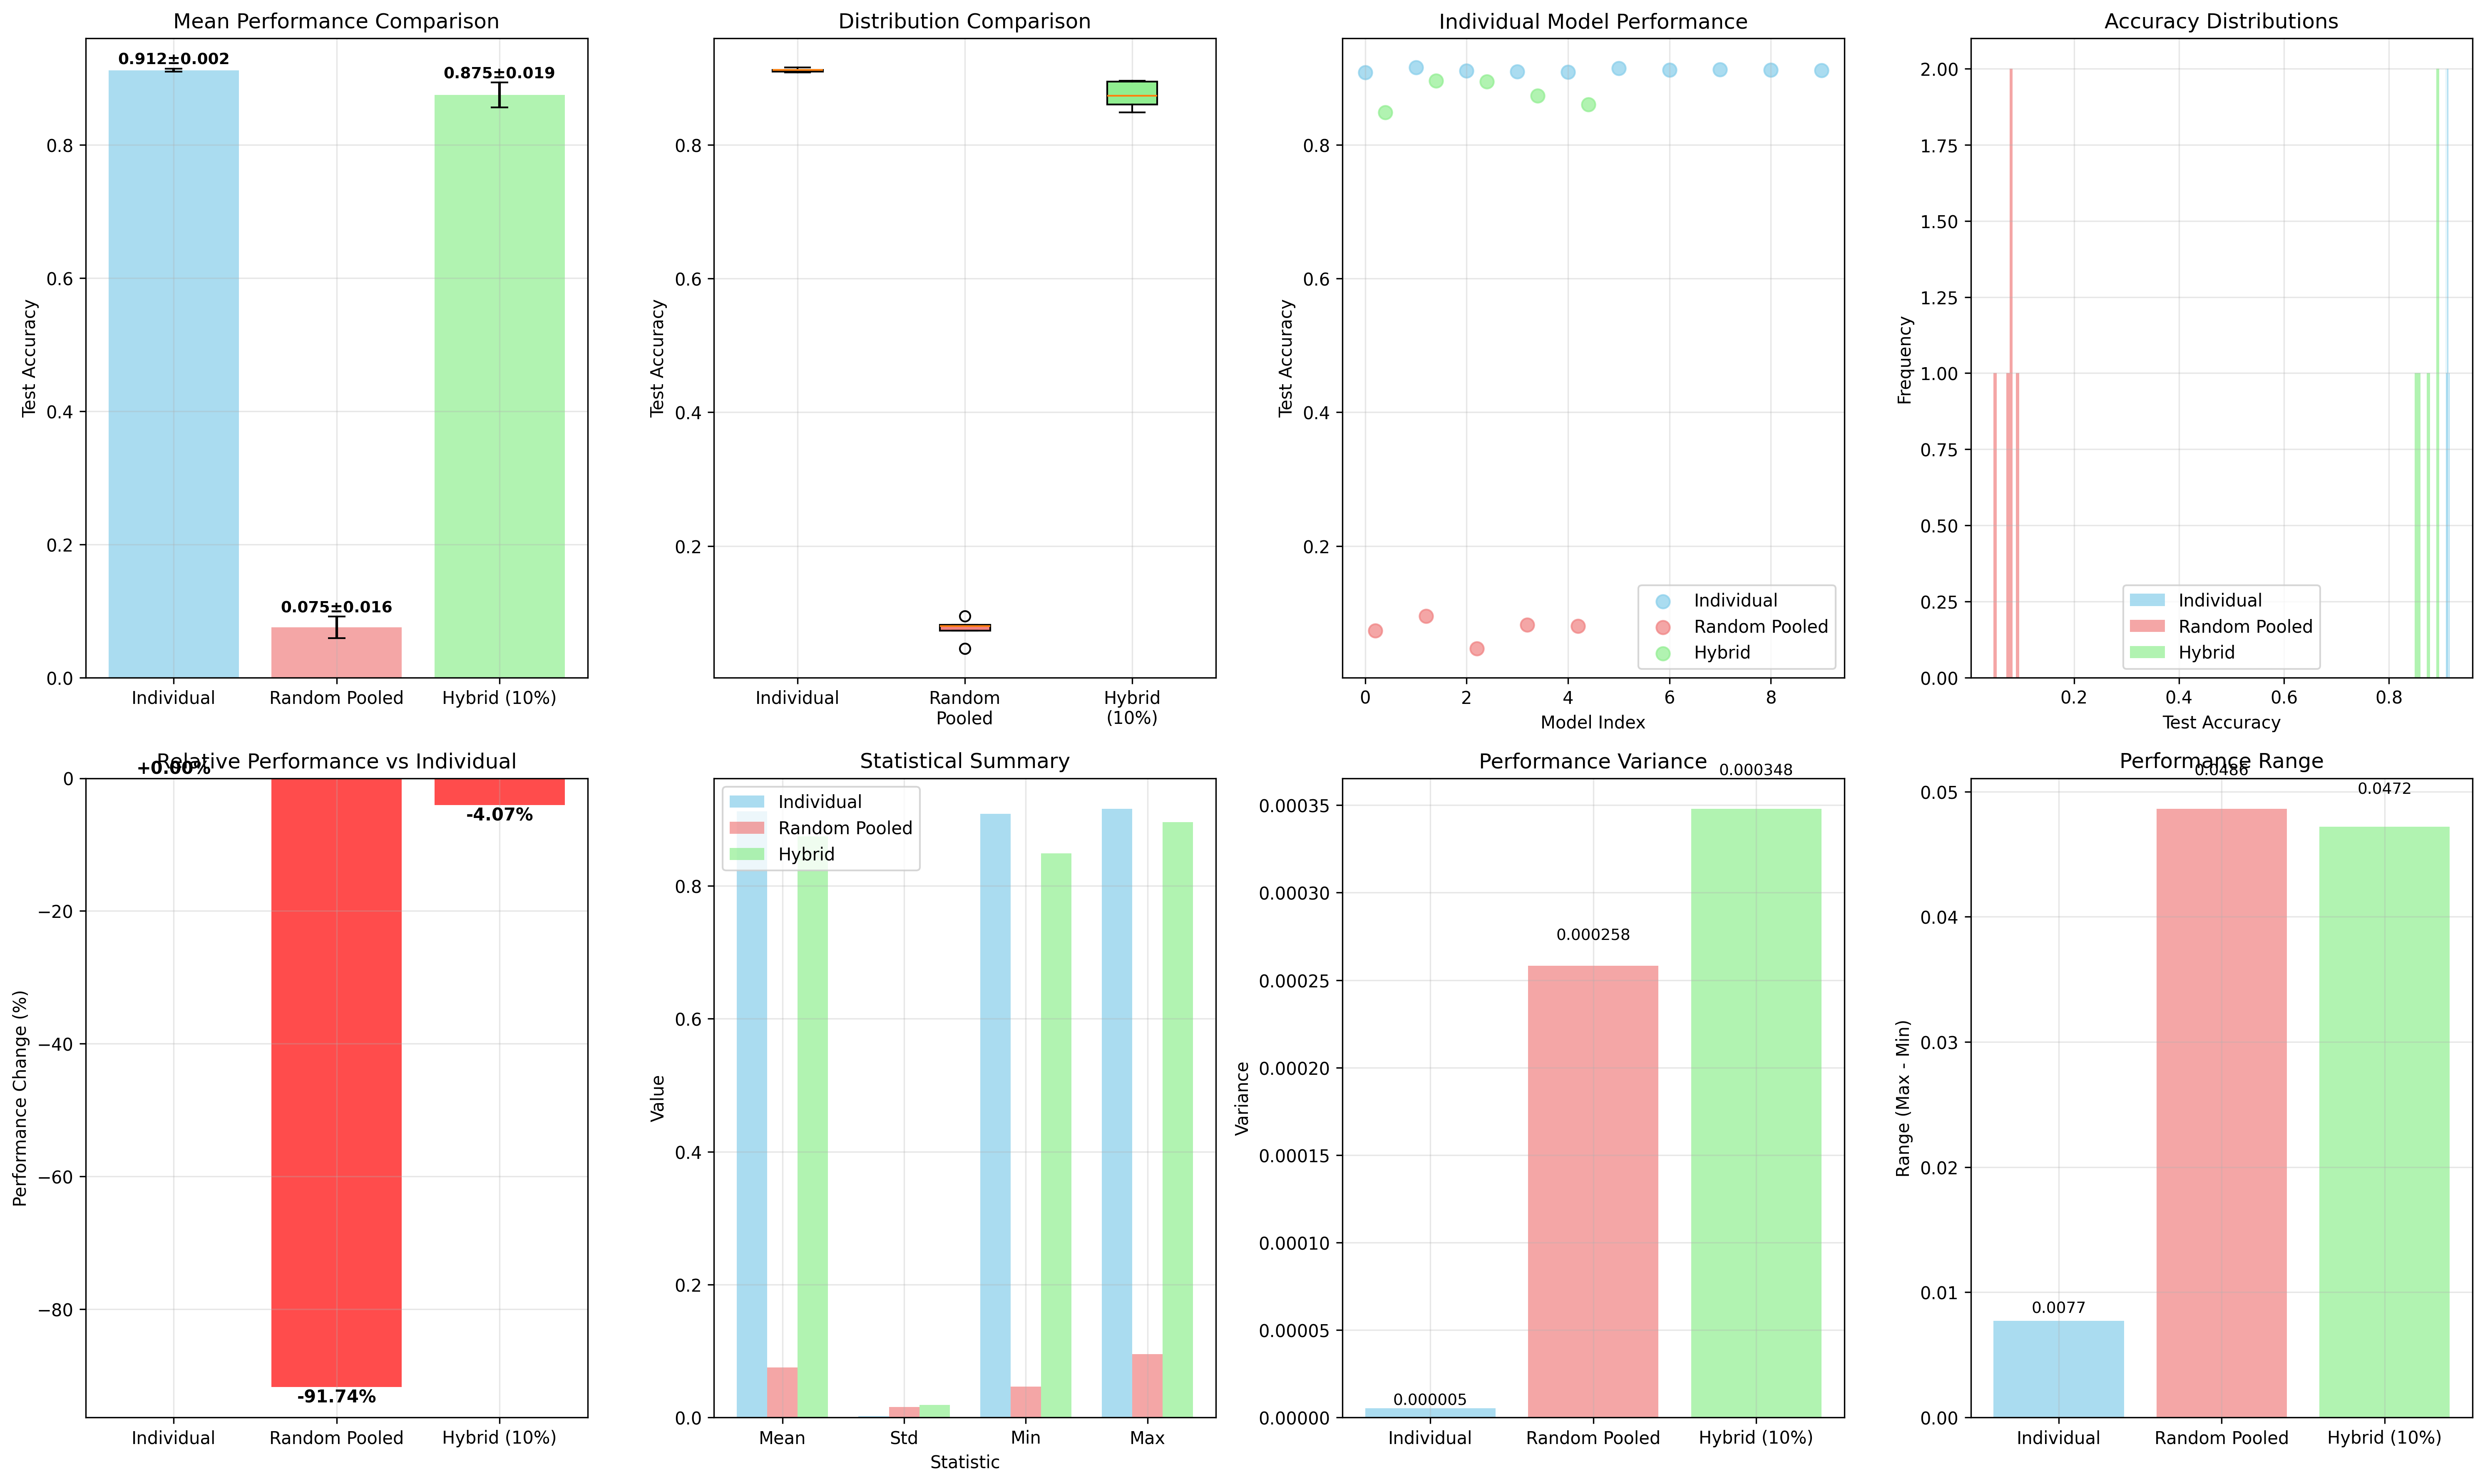 Mean Performance Comparison
0.912±0.002
0.075±0.016
0.875±0.019
0.8
0.6
0.4
0.2
0.0
Test Accuracy
Individual
Random Pooled
Hybrid (10%)
Distribution Comparison
0.8
0.6
0.4
0.2
Test Accuracy
Individual
Random
Pooled
Hybrid
(10%)
Individual Model Performance
0.8
0.6
0.4
0.2
Test Accuracy
Individual
Random Pooled
Hybrid
0 2 4 6 8
Model Index
Accuracy Distributions
2.00
1.75
1.50
1.25
1.00
0.75
0.50
0.25
0.00
Frequency
Individual
Random Pooled
Hybrid
0.2 0.4 0.6 0.8
Test Accuracy
Relative Performance vs Individual
+0.00%
-91.74%
-4.07%
0
−20
−40
−60
−80
Performance Change (%)
Individual
Random Pooled
Hybrid (10%)
Statistical Summary
Individual
Random Pooled
Hybrid
0.8
0.6
0.4
0.2
0.0
Value
Mean Std Min Max
Statistic
Performance Variance
0.000348
0.000258
0.000005
0.00035
0.00030
0.00025
0.00020
0.00015
0.00010
0.00005
0.00000
Variance
Individual
Random Pooled
Hybrid (10%)
Performance Range
0.0486
0.0472
0.0077
0.05
0.04
0.03
0.02
0.01
0.00
Range (Max - Min)
Individual
Random Pooled
Hybrid (10%)